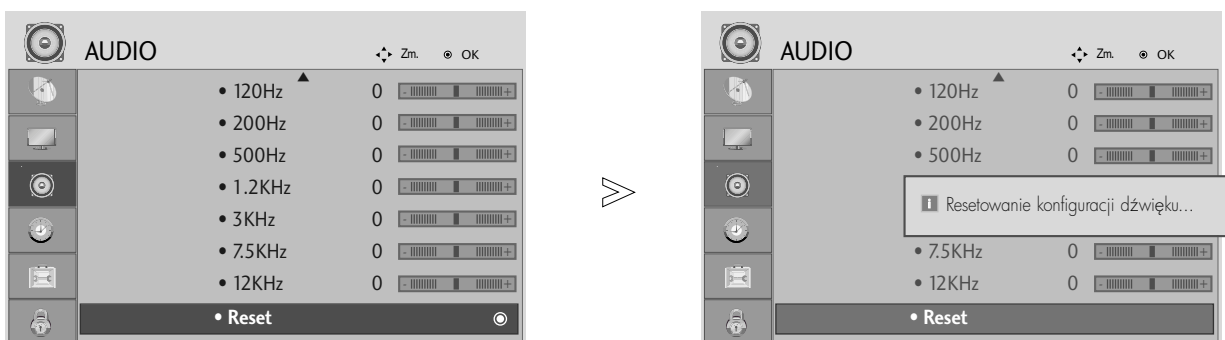 AUDIO Zm. OK
• 120Hz 0 - +
• 200Hz 0 - +
• 500Hz 0 - +
• 1.2KHz 0 - +
• 3KHz 0 - +
• 7.5KHz 0 - +
• 12KHz 0 - +
• Reset
AUDIO Zm. OK
• 120Hz 0 - +
• 200Hz 0 - +
• 500Hz 0 - +
i Resetowanie konfiguracji dźwięku...
• 7.5KHz 0 - +
• 12KHz 0 - +
• Reset